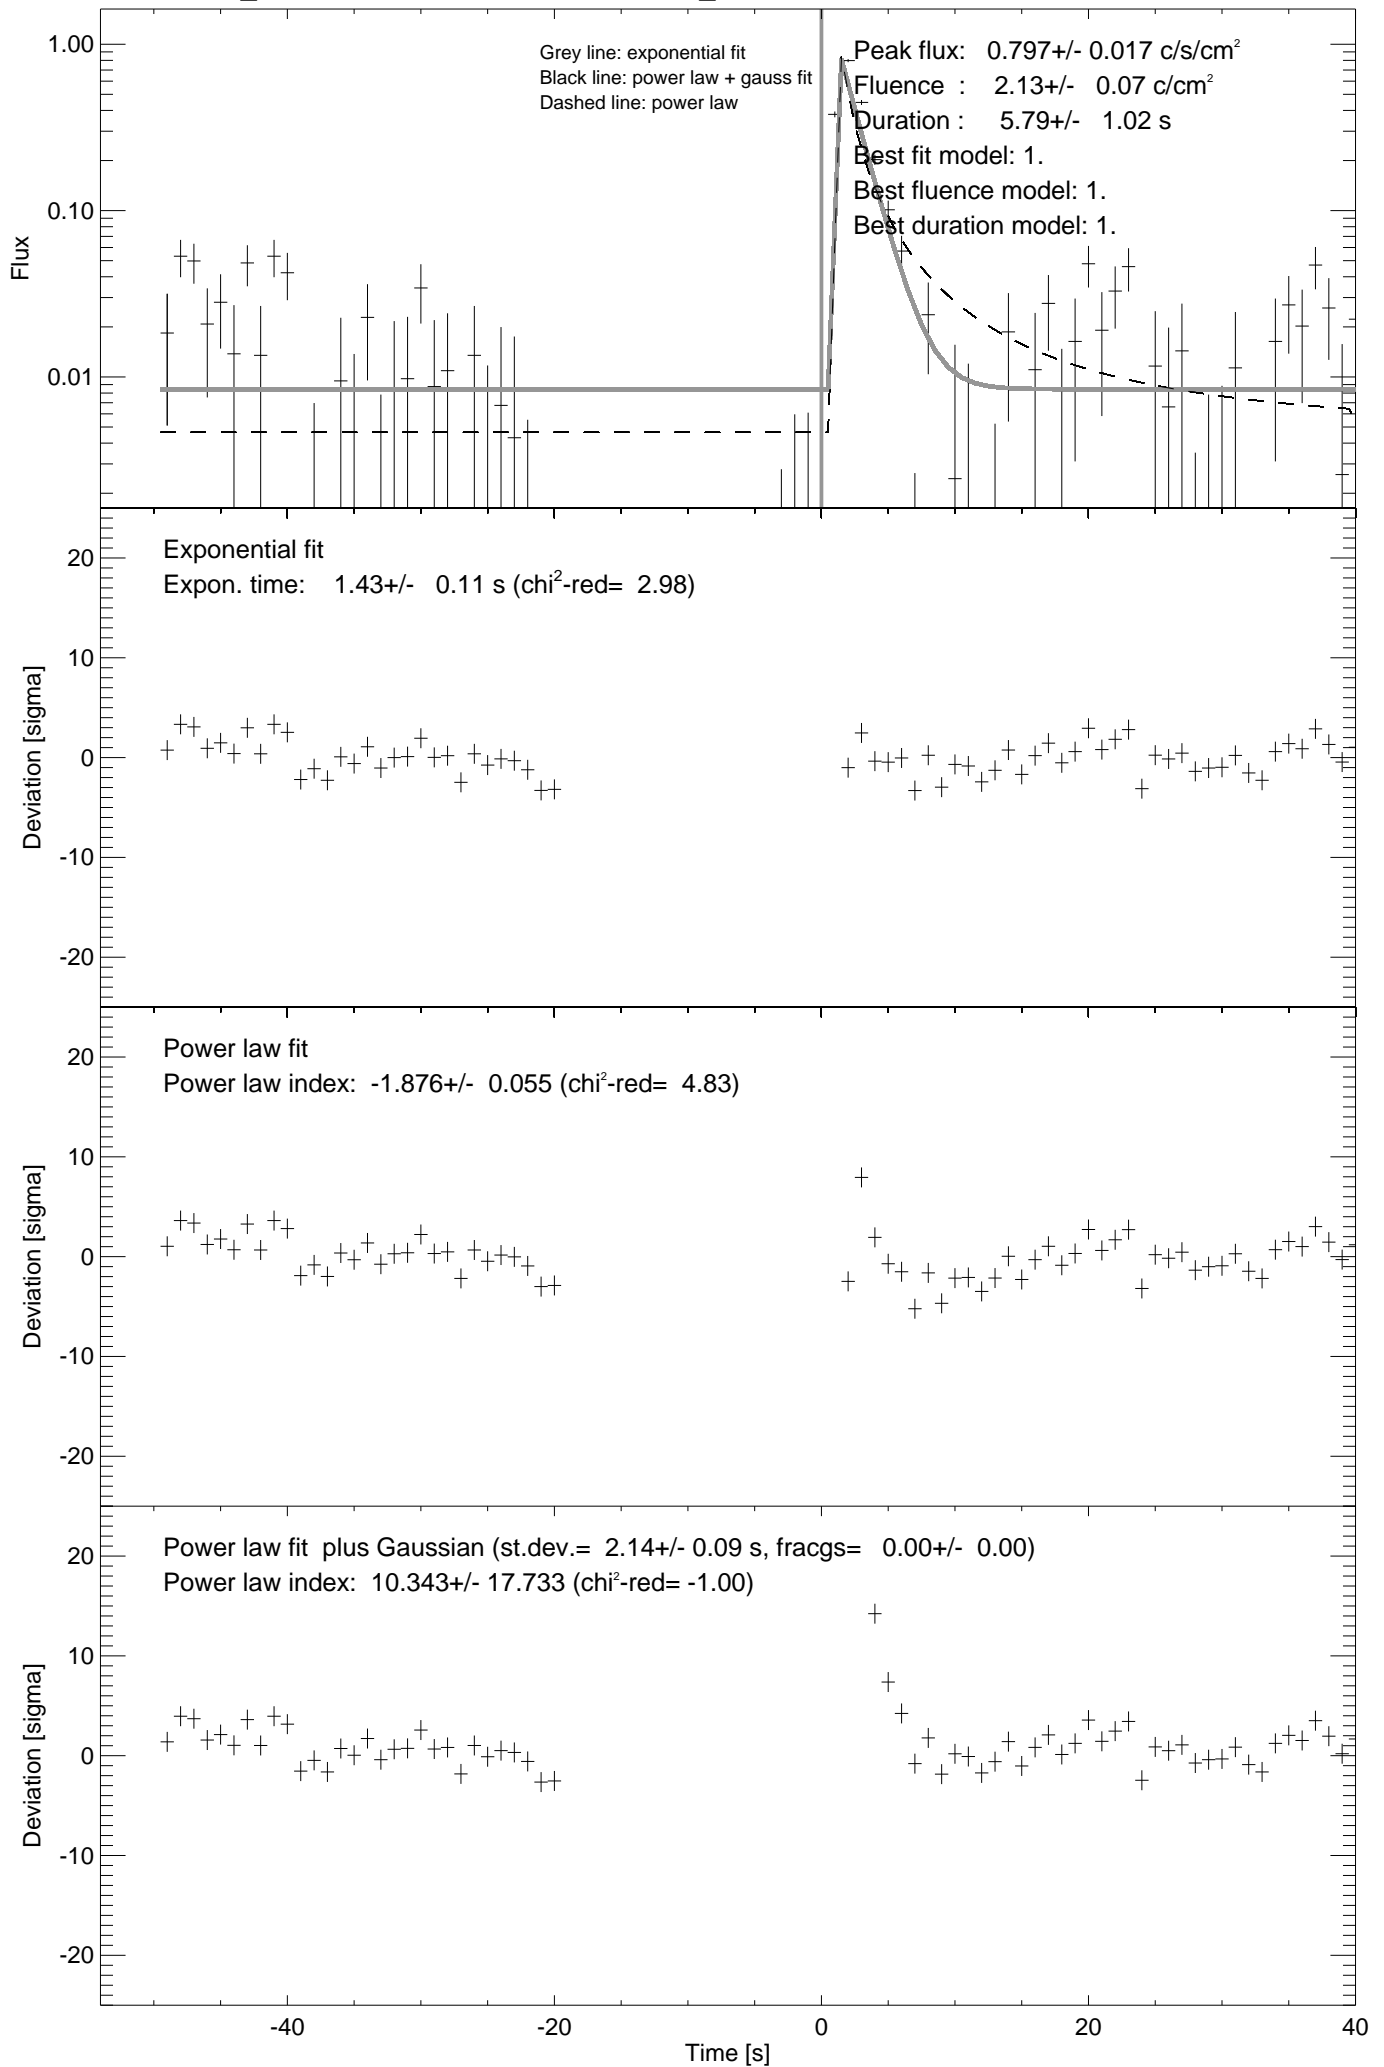 Grey line: exponential fit
Black line: power law + gauss fit
Dashed line: power law
Peak flux: 0.797+/- 0.017 c/s/cm²
Fluence : 2.13+/- 0.07 c/cm²
Duration : 5.79+/- 1.02 s
Best fit model: 1.
Best fluence model: 1.
Best duration model: 1.
1.00
0.10
0.01
Flux
Exponential fit
Expon. time: 1.43+/- 0.11 s (chi²-red= 2.98)
20
10
0
-10
-20
Deviation [sigma]
Power law fit
Power law index: -1.876+/- 0.055 (chi²-red= 4.83)
20
10
0
-10
-20
Deviation [sigma]
Power law fit plus Gaussian (st.dev.= 2.14+/- 0.09 s, fracgs= 0.00+/- 0.00)
Power law index: 10.343+/- 17.733 (chi²-red= -1.00)
20
10
0
-10
-20
Deviation [sigma]
-40 -20 0 20 40
Time [s]